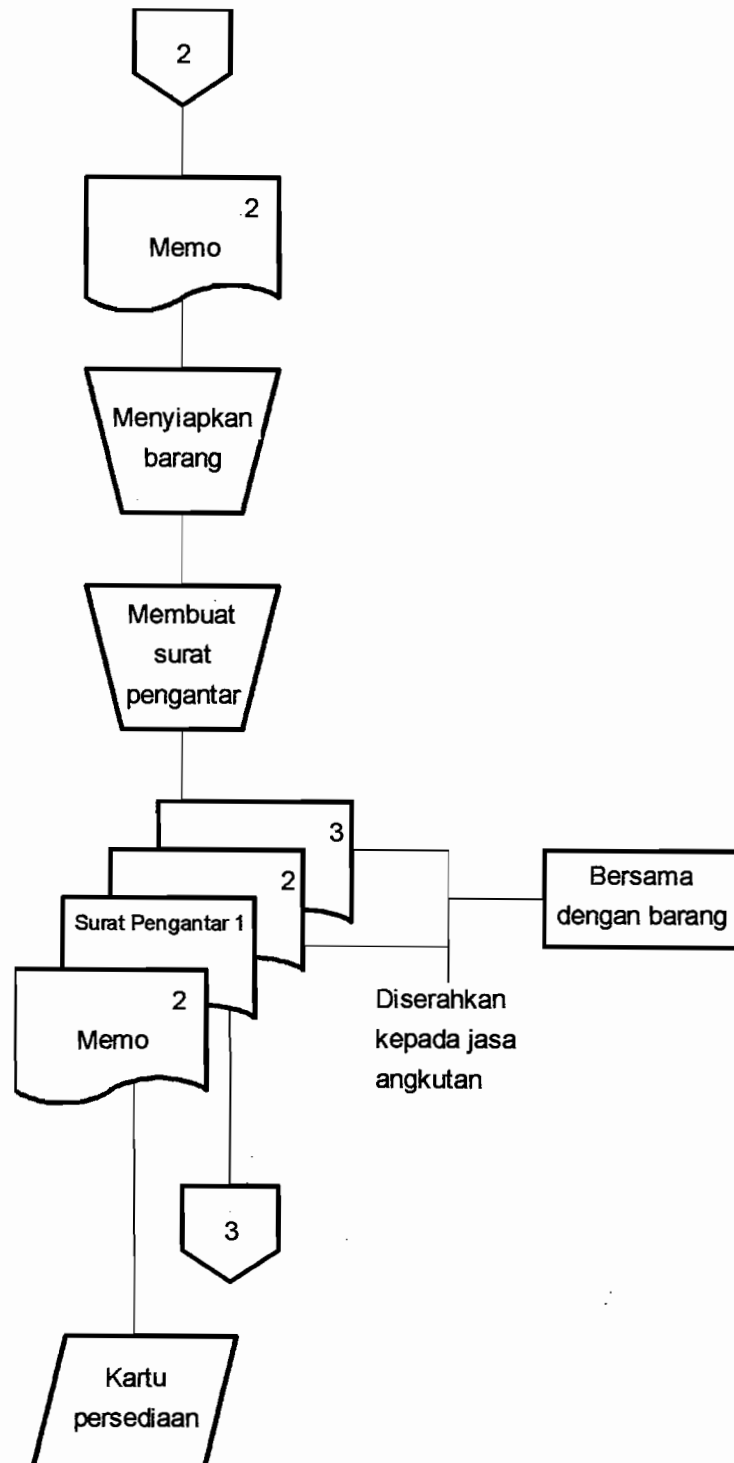 2
2
Memo
Menyiapkan
barang
Membuat
surat
pengantar
3
2
Surat Pengantar 1
2
Memo
Bersama
dengan barang
Diserahkan
kepada jasa
angkutan
3
Kartu
persediaan